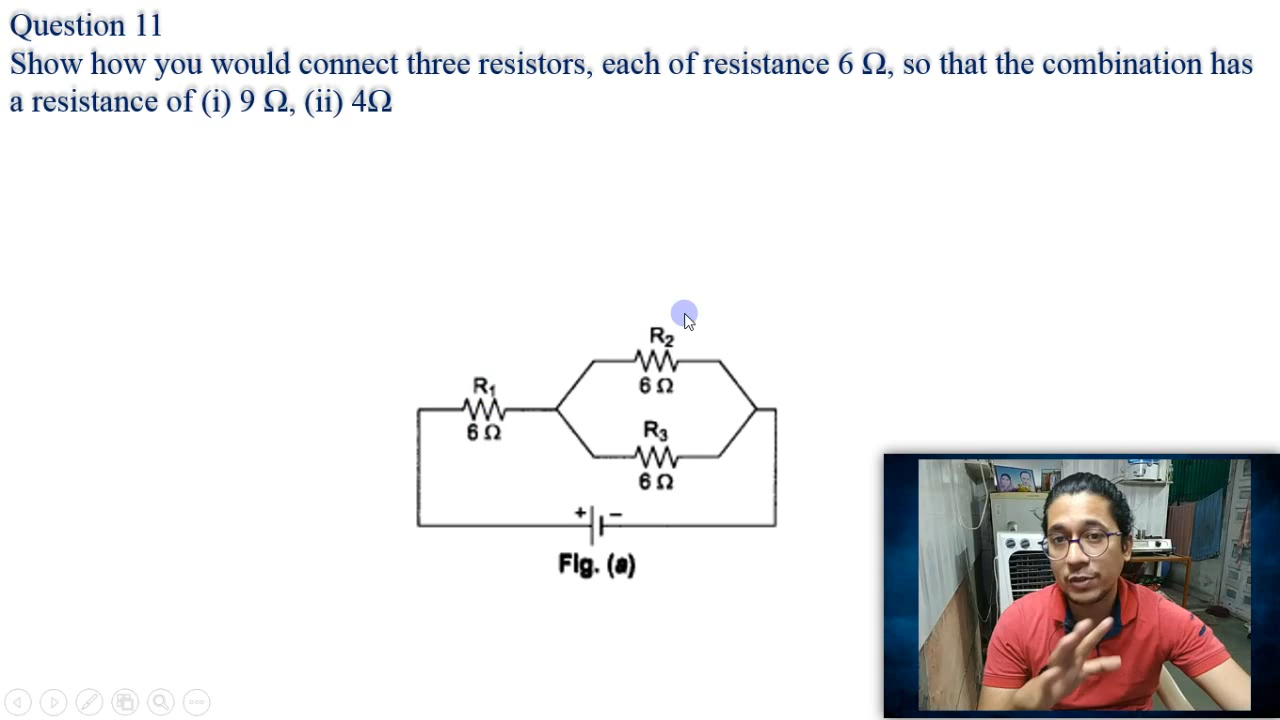 Question 11
Show how you would connect three resistors, each of resistance 6 Ω, so that the combination has
a resistance of (i) 9 Ω, (ii) 4Ω
R₂
6 Ω
R₁
6 Ω
R₃
6 Ω
+ −
Fig. (a)